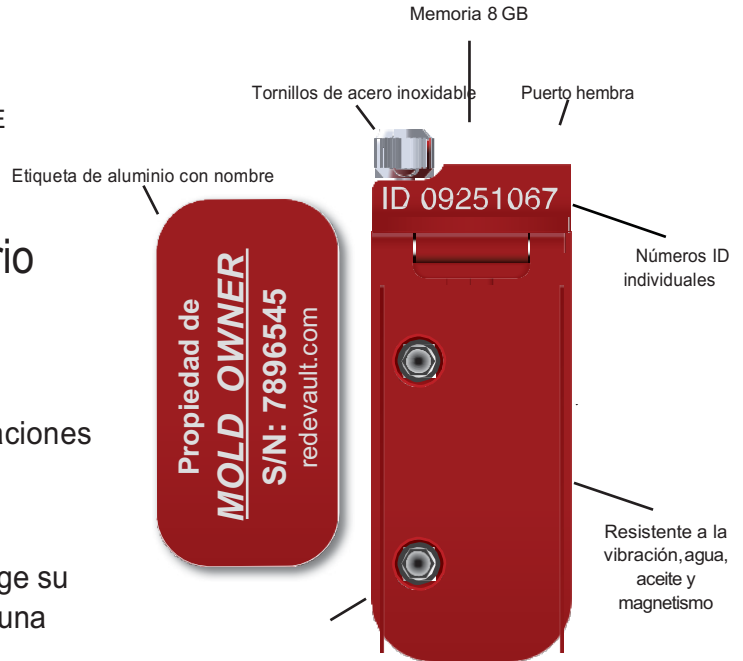 Memoria 8 GB
Tornillos de acero inoxidable
Puerto hembra
E
Etiqueta de aluminio con nombre
ID 09251067
rio
Números ID
individuales
Propiedad de
MOLD OWNER
S/N: 7896545
redevault.com
aciones
Resistente a la
vibración, agua,
aceite y
magnetismo
ge su
una